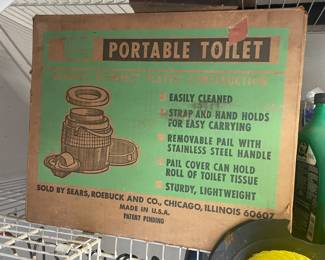 PORTABLE TOILET
PLASTIC CONSTRUCTION
EASILY CLEANED
STRAP AND HAND HOLDS
FOR EASY CARRYING
REMOVABLE PAIL WITH
STAINLESS STEEL HANDLE
PAIL COVER CAN HOLD
ROLL OF TOILET TISSUE
STURDY, LIGHTWEIGHT
SOLD BY SEARS, ROEBUCK AND CO., CHICAGO, ILLINOIS 60607
MADE IN U.S.A.
PATENT PENDING